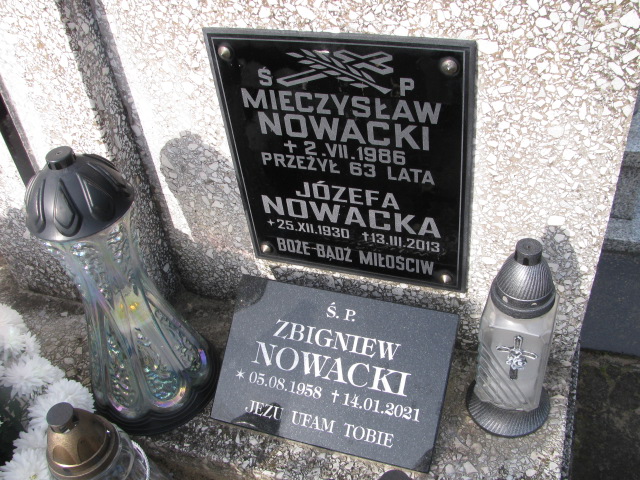 Ś P
MIECZYSŁAW
NOWACKI
+ 2.VII.1986
PRZEŻYŁ 63 LATA
JÓZEFA
NOWACKA
+25.XII.1930 †13.III.2013
BOŻE-BĄDŹ MIŁOŚCIW
Ś. P.
ZBIGNIEW
NOWACKI
* 05.08.1958 † 14.01.2021
JEZU UFAM TOBIE